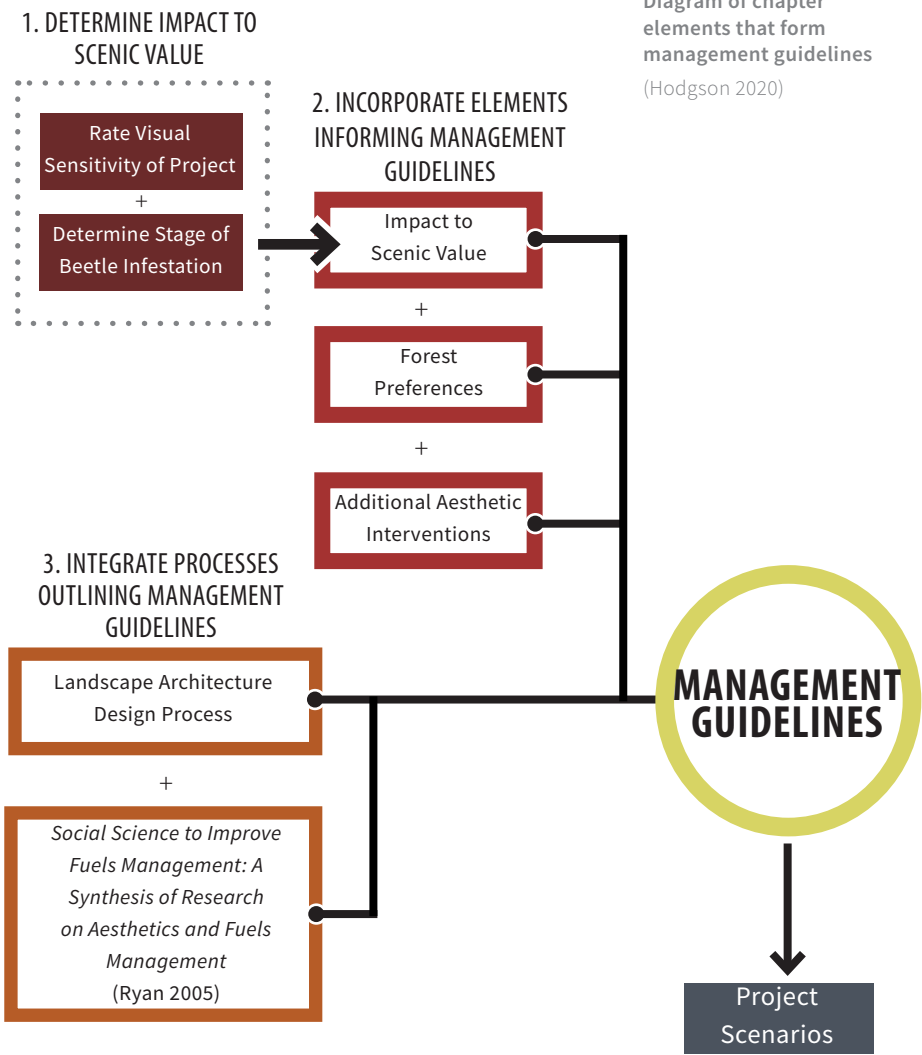 1. DETERMINE IMPACT TO
SCENIC VALUE
Rate Visual
Sensitivity of Project
+
Determine Stage of
Beetle Infestation
Diagram of chapter
elements that form
management guidelines
(Hodgson 2020)
2. INCORPORATE ELEMENTS
INFORMING MANAGEMENT
GUIDELINES
Impact to
Scenic Value
+
Forest
Preferences
+
Additional Aesthetic
Interventions
3. INTEGRATE PROCESSES
OUTLINING MANAGEMENT
GUIDELINES
Landscape Architecture
Design Process
+
Social Science to Improve
Fuels Management: A
Synthesis of Research
on Aesthetics and Fuels
Management
(Ryan 2005)
MANAGEMENT
GUIDELINES
Project
Scenarios